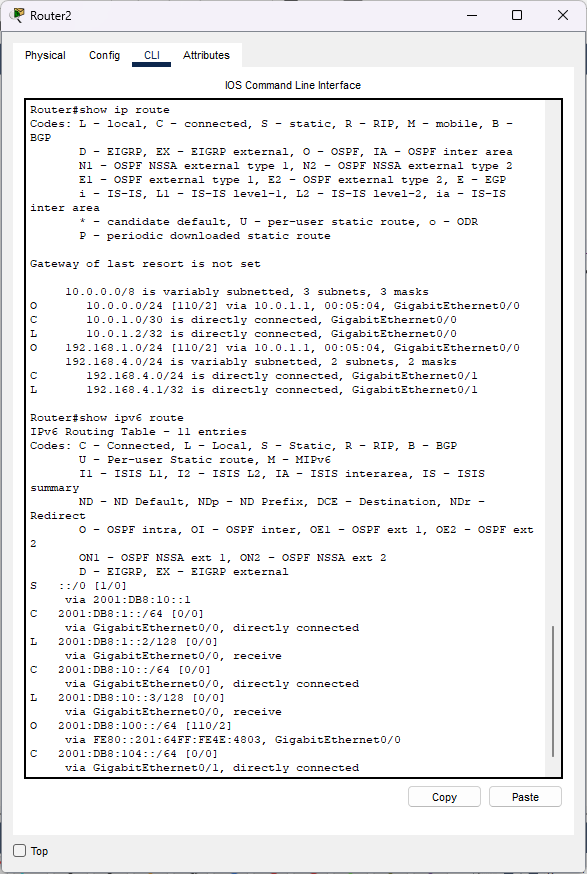 Router2
Physical Config CLI Attributes
IOS Command Line Interface
Router#show ip route
Codes: L - local, C - connected, S - static, R - RIP, M - mobile, B -
BGP
D - EIGRP, EX - EIGRP external, O - OSPF, IA - OSPF inter area
N1 - OSPF NSSA external type 1, N2 - OSPF NSSA external type 2
E1 - OSPF external type 1, E2 - OSPF external type 2, E - EGP
i - IS-IS, L1 - IS-IS level-1, L2 - IS-IS level-2, ia - IS-IS
inter area
* - candidate default, U - per-user static route, o - ODR
P - periodic downloaded static route
Gateway of last resort is not set
10.0.0.0/8 is variably subnetted, 3 subnets, 3 masks
O 10.0.0.0/24 [110/2] via 10.0.1.1, 00:05:04, GigabitEthernet0/0
C 10.0.1.0/30 is directly connected, GigabitEthernet0/0
L 10.0.1.2/32 is directly connected, GigabitEthernet0/0
O 192.168.1.0/24 [110/2] via 10.0.1.1, 00:05:04, GigabitEthernet0/0
192.168.4.0/24 is variably subnetted, 2 subnets, 2 masks
C 192.168.4.0/24 is directly connected, GigabitEthernet0/1
L 192.168.4.1/32 is directly connected, GigabitEthernet0/1
Router#show ipv6 route
IPv6 Routing Table - 11 entries
Codes: C - Connected, L - Local, S - Static, R - RIP, B - BGP
U - Per-user Static route, M - MIPv6
I1 - ISIS L1, I2 - ISIS L2, IA - ISIS interarea, IS - ISIS
summary
ND - ND Default, NDp - ND Prefix, DCE - Destination, NDr -
Redirect
O - OSPF intra, OI - OSPF inter, OE1 - OSPF ext 1, OE2 - OSPF ext
2
ON1 - OSPF NSSA ext 1, ON2 - OSPF NSSA ext 2
D - EIGRP, EX - EIGRP external
S ::/0 [1/0]
via 2001:DB8:10::1
C 2001:DB8:1::/64 [0/0]
via GigabitEthernet0/0, directly connected
L 2001:DB8:1::2/128 [0/0]
via GigabitEthernet0/0, receive
C 2001:DB8:10::/64 [0/0]
via GigabitEthernet0/0, directly connected
L 2001:DB8:10::3/128 [0/0]
via GigabitEthernet0/0, receive
O 2001:DB8:100::/64 [110/2]
via FE80::201:64FF:FE4E:4803, GigabitEthernet0/0
C 2001:DB8:104::/64 [0/0]
via GigabitEthernet0/1, directly connected
Copy Paste
Top